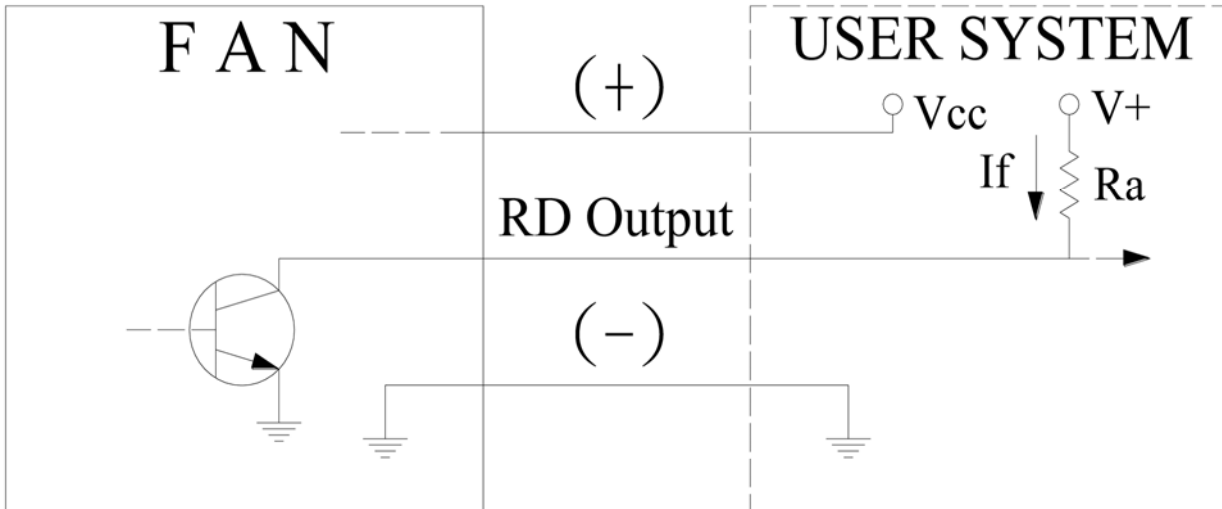 F A N
USER SYSTEM
(+)
Vcc
V+
If
Ra
RD Output
(-)